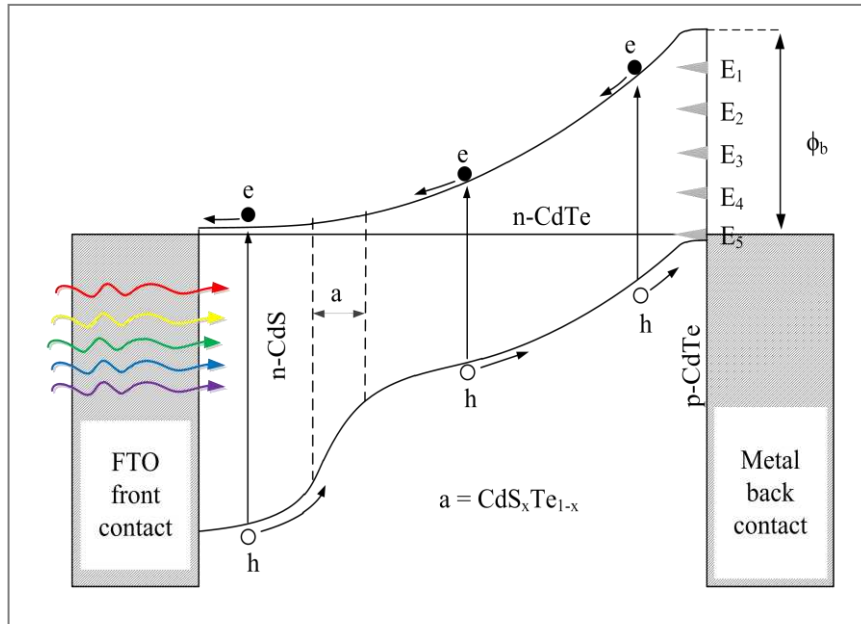 e
E₁
E₂
ϕb
e
E₃
e
E₄
n-CdTe
E₅
a
h
n-CdS
p-CdTe
h
FTO
front
contact
a = CdSₓTe₁₋ₓ
Metal
back
contact
h